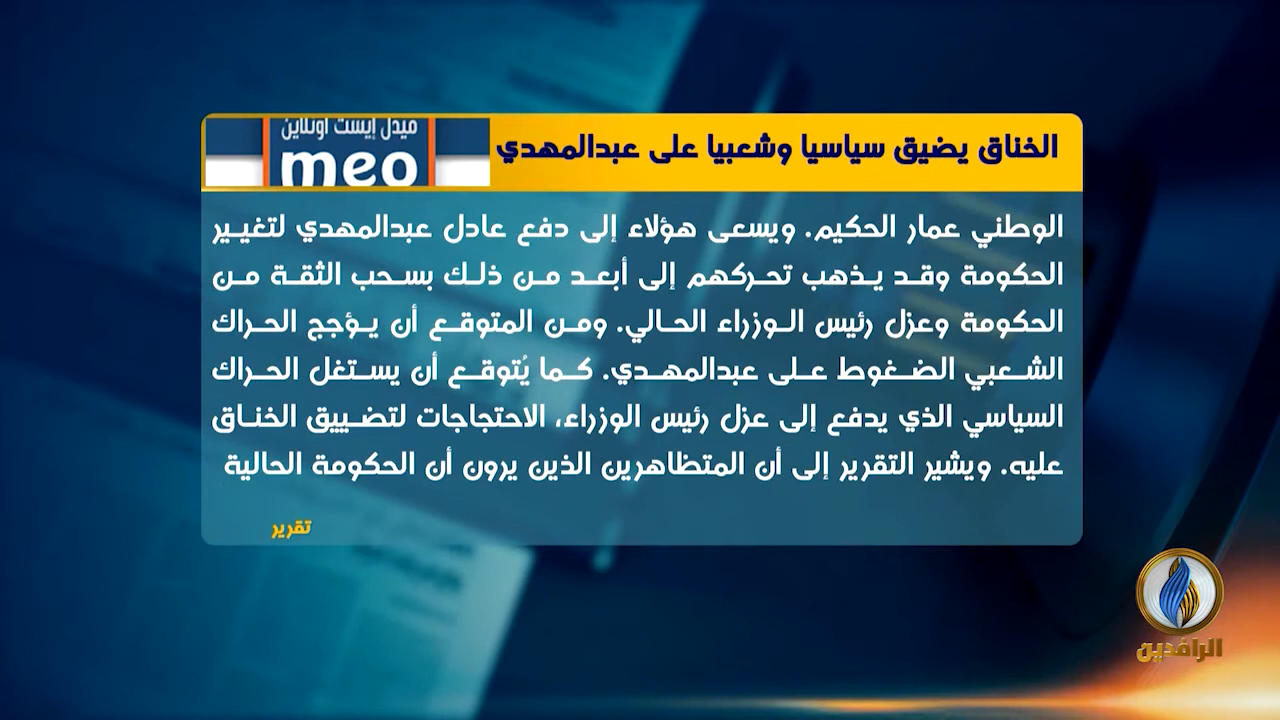 الخناق يضيق سياسيا وشعبيا على عبدالمهدي
ميدل إيست اونلاين
meo
الوطني عمار الحكيم. ويسعى هؤلاء إلى دفع عادل عبدالمهدي لتغيير
الحكومة وقد يذهب تحركهم إلى أبعد من ذلك بسحب الثقة من
الحكومة وعزل رئيس الوزراء الحالي. ومن المتوقع أن يؤجج الحراك
الشعبي الضغوط على عبدالمهدي. كما يُتوقع أن يستغل الحراك
السياسي الذي يدفع إلى عزل رئيس الوزراء، الاحتجاجات لتضييق الخناق
عليه. ويشير التقرير إلى أن المتظاهرين الذين يرون أن الحكومة الحالية
تقرير
الرافدين